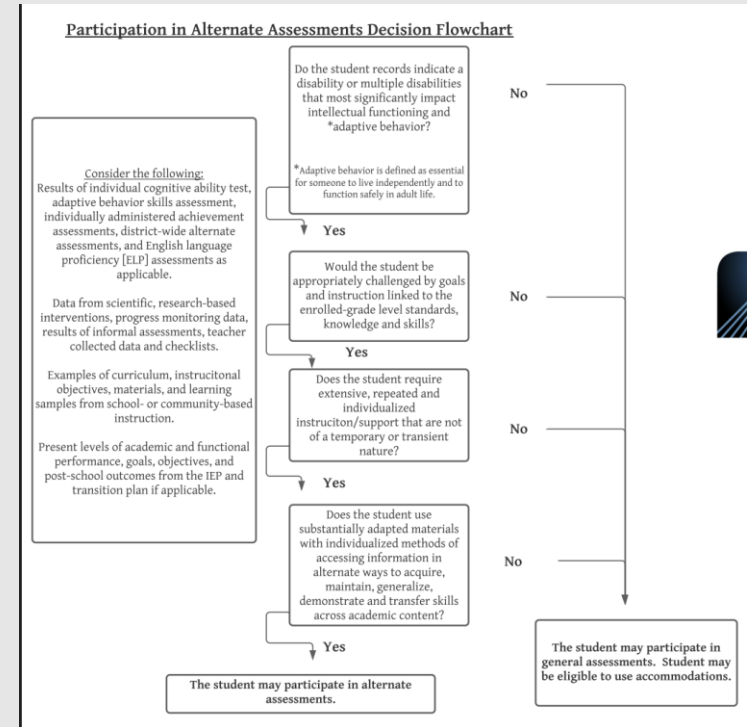 Participation in Alternate Assessments Decision Flowchart
Do the student records indicate a
disability or multiple disabilities
that most significantly impact
intellectual functioning and
*adaptive behavior?
*Adaptive behavior is defined as essential
for someone to live independently and to
function safely in adult life.
No
Yes
Consider the following:
Results of individual cognitive ability test,
adaptive behavior skills assessment,
individually administered achievement
assessments, district-wide alternate
assessments, and English language
proficiency [ELP] assessments as
applicable.
Data from scientific, research-based
interventions, progress monitoring data,
results of informal assessments, teacher
collected data and checklists.
Examples of curriculum, instrucitonal
objectives, materials, and learning
samples from school- or community-based
instruction.
Present levels of academic and functional
performance, goals, objectives, and
post-school outcomes from the IEP and
transition plan if applicable.
Would the student be
appropriately challenged by goals
and instruction linked to the
enrolled-grade level standards,
knowledge and skills?
No
Yes
Does the student require
extensive, repeated and
individualized
instruciton/support that are not
of a temporary or transient
nature?
No
Yes
Does the student use
substantially adapted materials
with individualized methods of
accessing information in
alternate ways to acquire,
maintain, generalize,
demonstrate and transfer skills
across academic content?
No
Yes
The student may participate in alternate
assessments.
The student may participate in
general assessments. Student may
be eligible to use accommodations.